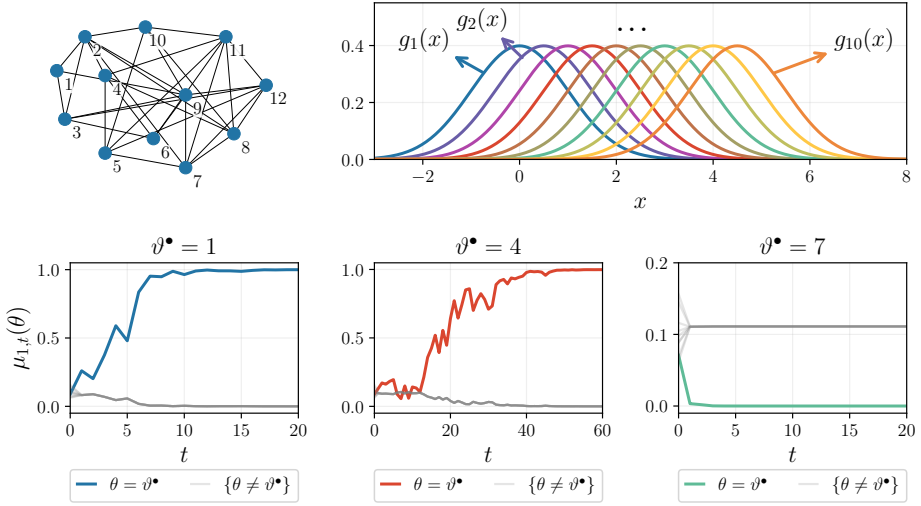 1
2
3
4
5
6
7
8
9
10
11
12
g₁(x)
g₂(x)
...
g₁₀(x)
0.4
0.2
0.0
−2 0 2 4 6 8
x
ϑ• = 1
1.0
0.5
0.0
μ₁,ₜ(θ)
0 5 10 15 20
t
θ = ϑ• {θ ≠ ϑ•}
ϑ• = 4
1.0
0.5
0.0
0 20 40 60
t
θ = ϑ• {θ ≠ ϑ•}
ϑ• = 7
0.2
0.1
0.0
0 5 10 15 20
t
θ = ϑ• {θ ≠ ϑ•}